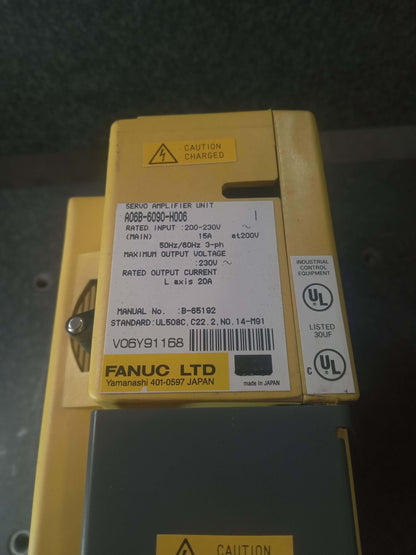 CAUTION
CHARGED
SERVO AMPLIFIER UNIT
A06B-6090-H006 I
RATED INPUT :200-230V ~
(MAIN) 15A at200V
50Hz/60Hz 3-ph
MAXIMUM OUTPUT VOLTAGE
:230V ~
RATED OUTPUT CURRENT
L axis 20A
MANUAL No. :B-65192
STANDARD:UL508C,C22.2,NO.14-M91
V06Y91168
FANUC LTD
Yamanashi 401-0597 JAPAN
made in JAPAN
INDUSTRIAL
CONTROL
EQUIPMENT
UL
LISTED
30UF
C UL
CAUTION